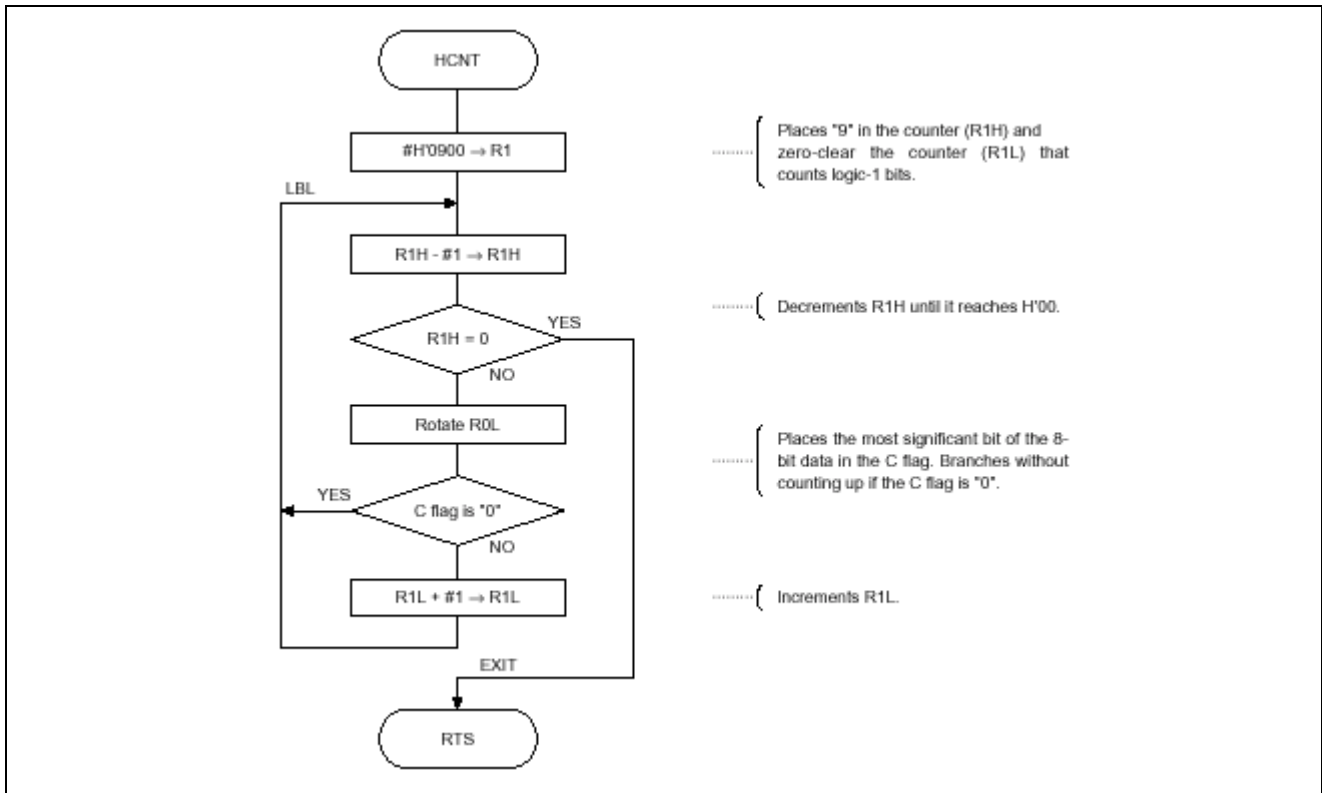 HCNT
#H'0900 → R1
Places "9" in the counter (R1H) and
zero-clear the counter (R1L) that
counts logic-1 bits.
LBL
R1H - #1 → R1H
Decrements R1H until it reaches H'00.
R1H = 0
YES
NO
Rotate R0L
Places the most significant bit of the 8-
bit data in the C flag. Branches without
counting up if the C flag is "0".
YES
C flag is "0"
NO
R1L + #1 → R1L
Increments R1L.
EXIT
RTS